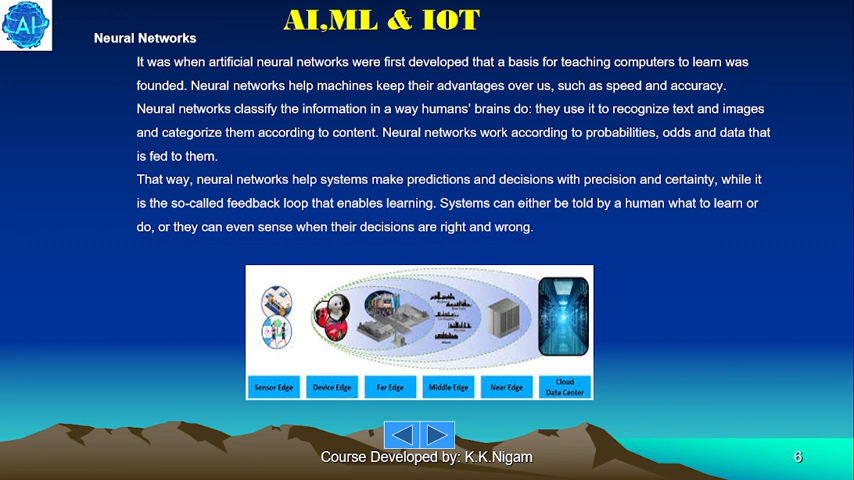 AI
AI,ML & IOT
Neural Networks
It was when artificial neural networks were first developed that a basis for teaching computers to learn was
founded. Neural networks help machines keep their advantages over us, such as speed and accuracy.
Neural networks classify the information in a way humans' brains do: they use it to recognize text and images
and categorize them according to content. Neural networks work according to probabilities, odds and data that
is fed to them.
That way, neural networks help systems make predictions and decisions with precision and certainty, while it
is the so-called feedback loop that enables learning. Systems can either be told by a human what to learn or
do, or they can even sense when their decisions are right and wrong.
Sensor Edge
Device Edge
Far Edge
Middle Edge
Near Edge
Cloud
Data Center
Course Developed by: K.K.Nigam
6